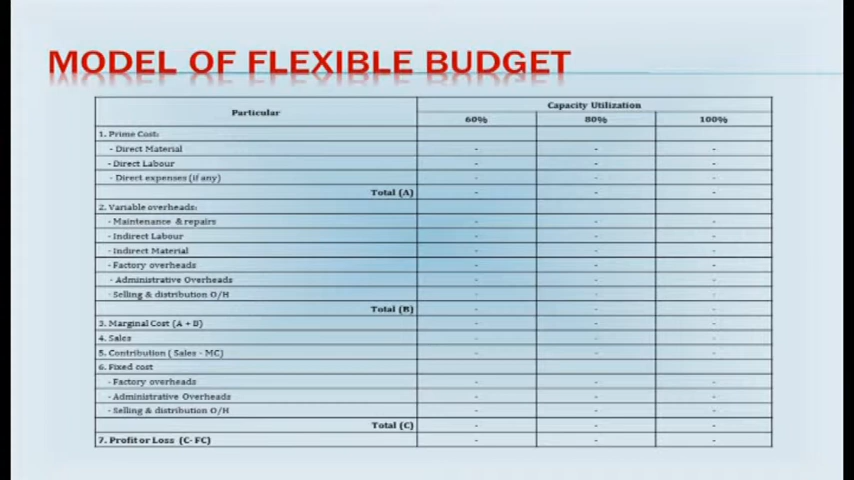 MODEL OF FLEXIBLE BUDGET
Particular
Capacity Utilization
60% 80% 100%
1. Prime Cost:
- Direct Material - - -
- Direct Labour - - -
- Direct expenses (if any) - - -
Total (A) - - -
2. Variable overheads:
- Maintenance & repairs - - -
- Indirect Labour - - -
- Indirect Material - - -
- Factory overheads - - -
- Administrative Overheads - - -
- Selling & distribution O/H - - -
Total (B) - - -
3. Marginal Cost (A + B) - - -
4. Sales - - -
5. Contribution ( Sales - MC) - - -
6. Fixed cost
- Factory overheads - - -
- Administrative Overheads - - -
- Selling & distribution O/H - - -
Total (C) - - -
7. Profit or Loss (C- FC) - - -